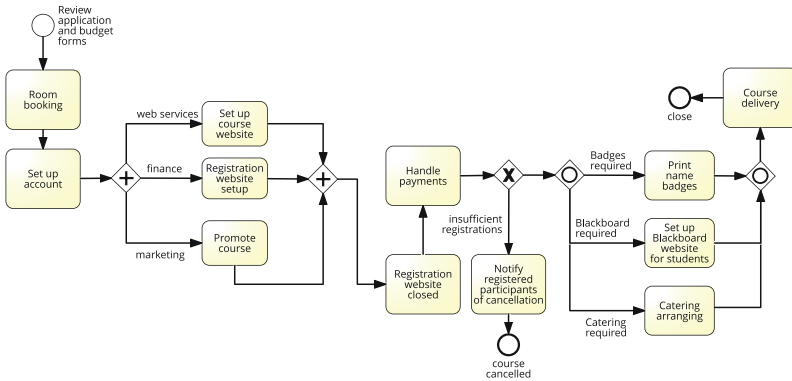 Review
application
and budget
forms
Room
booking
Set up
account
web services
finance
marketing
Set up
course
website
Registration
website
setup
Promote
course
Handle
payments
Registration
website
closed
X
insufficient
registrations
Notify
registered
participants
of cancellation
course
cancelled
Badges
required
Blackboard
required
Catering
required
Print
name
badges
Set up
Blackboard
website
for students
Catering
arranging
Course
delivery
close